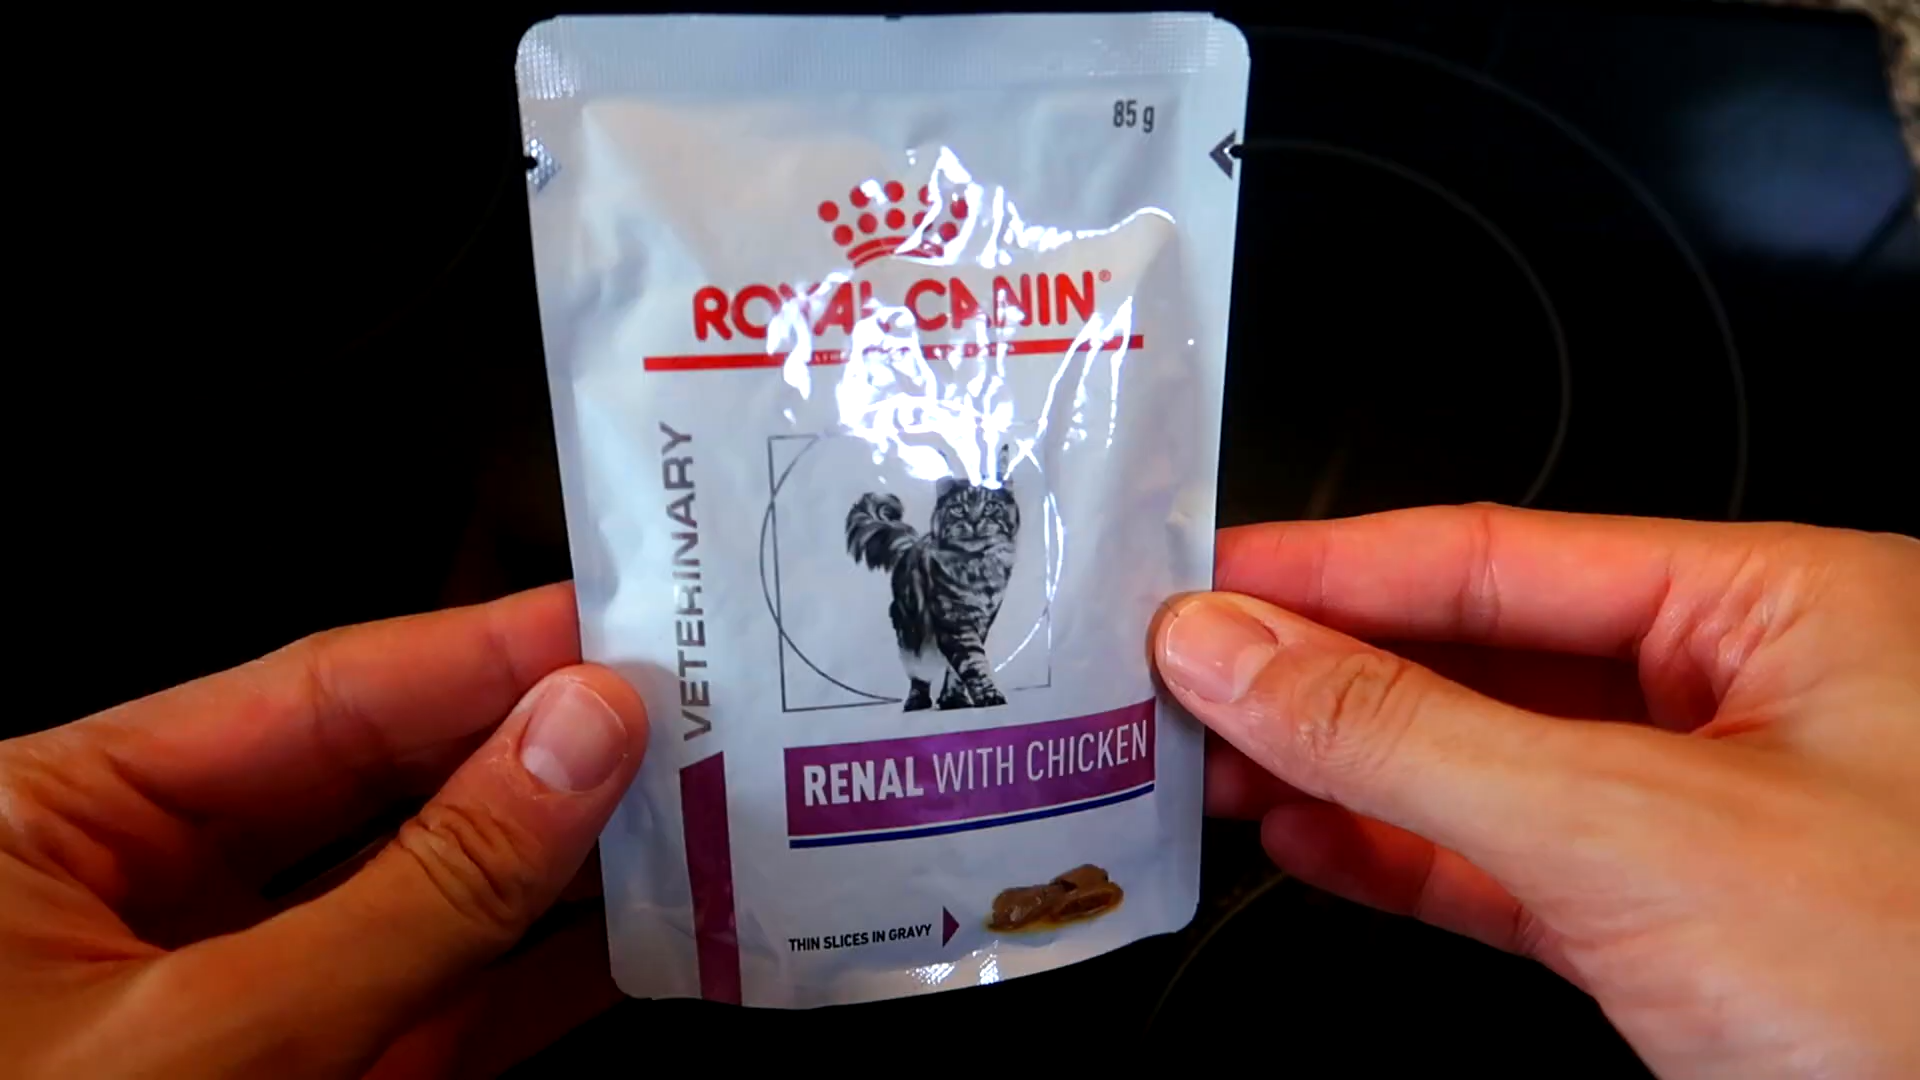 85 g
ROYAL CANIN®
VETERINARY
RENAL WITH CHICKEN
THIN SLICES IN GRAVY